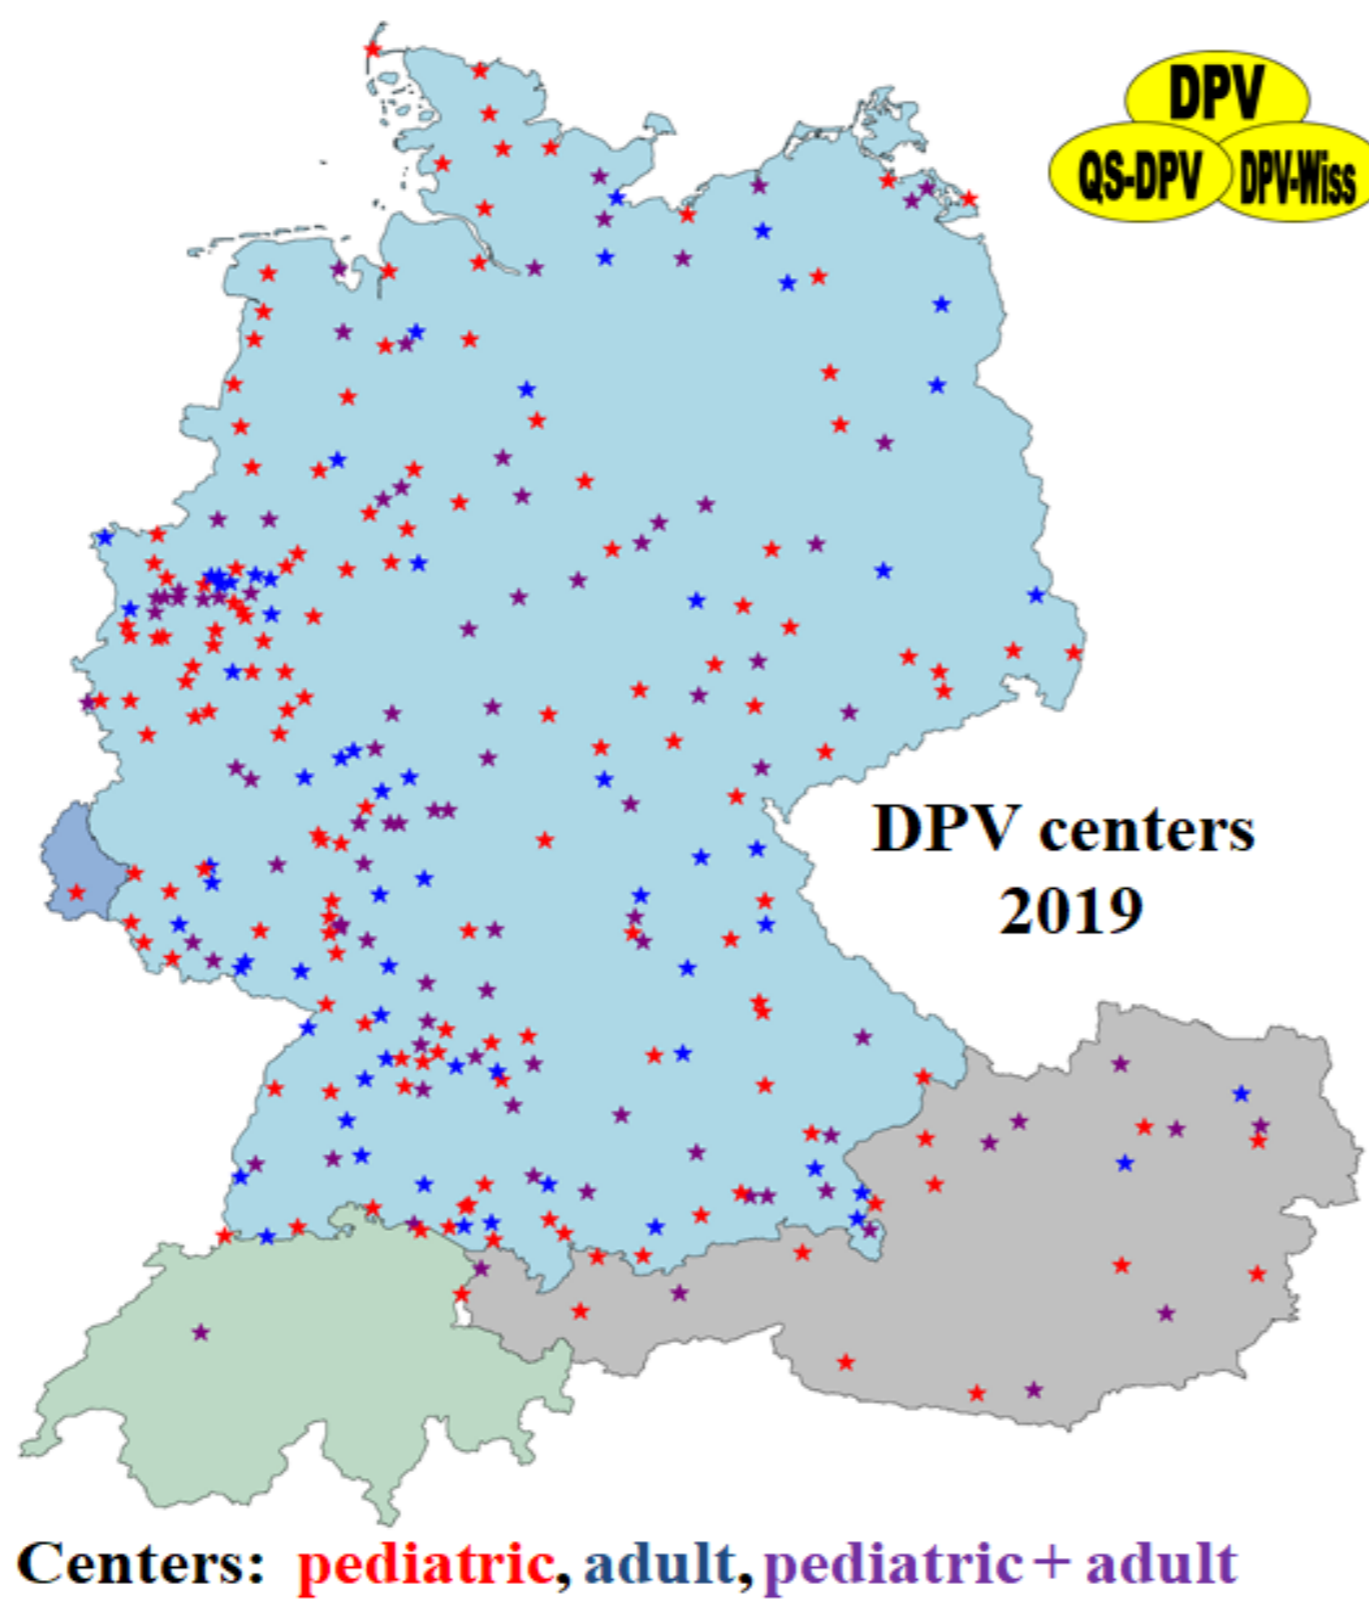 DPV
QS-DPV DPV-Wiss
DPV centers
2019
Centers: pediatric, adult, pediatric + adult